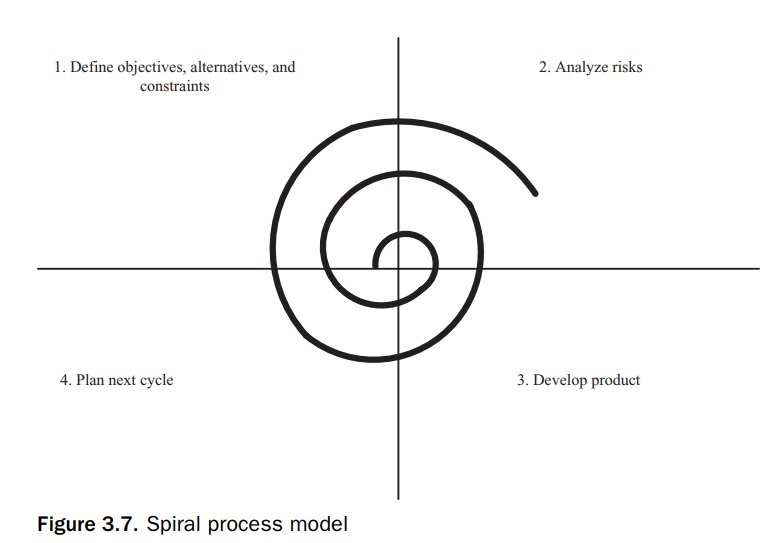 1. Define objectives, alternatives, and
constraints
2. Analyze risks
4. Plan next cycle
3. Develop product
Figure 3.7. Spiral process model